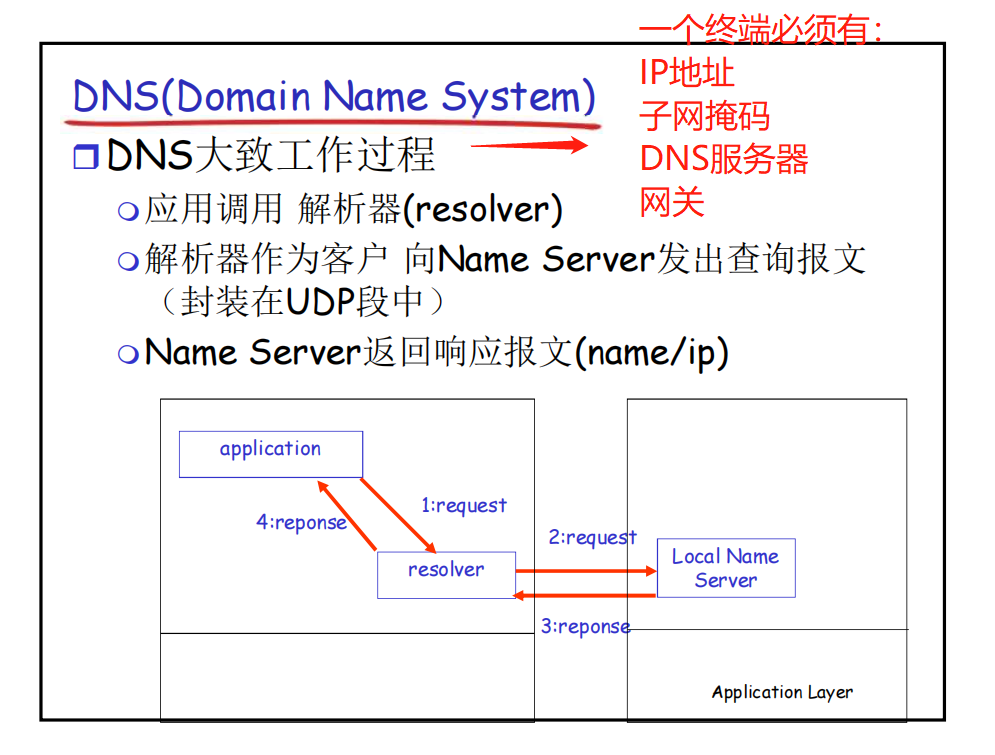 一个终端必须有：
IP地址
子网掩码
DNS服务器
网关
DNS(Domain Name System)
DNS大致工作过程
应用调用 解析器(resolver)
解析器作为客户 向Name Server发出查询报文
（封装在UDP段中）
Name Server返回响应报文(name/ip)
application
1:request
4:reponse
2:request
resolver
Local Name
Server
3:reponse
Application Layer